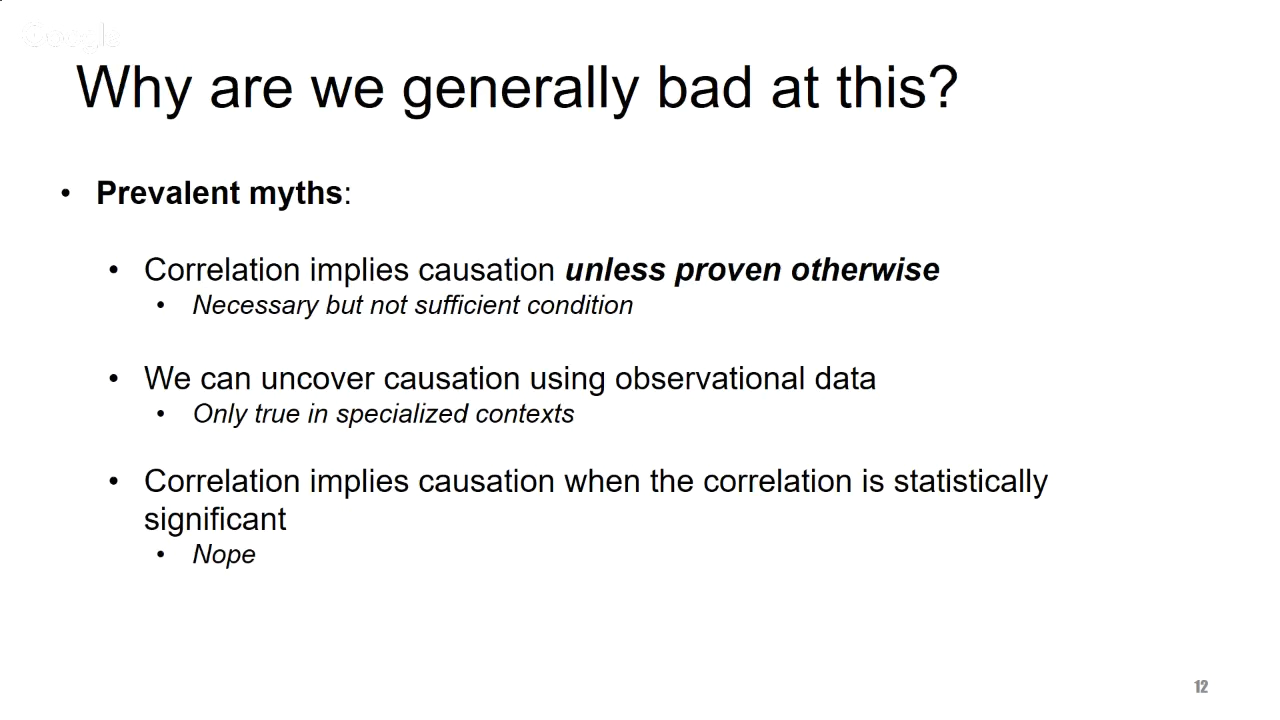 Google
Why are we generally bad at this?
• Prevalent myths:
• Correlation implies causation unless proven otherwise
• Necessary but not sufficient condition
• We can uncover causation using observational data
• Only true in specialized contexts
• Correlation implies causation when the correlation is statistically
significant
• Nope
12